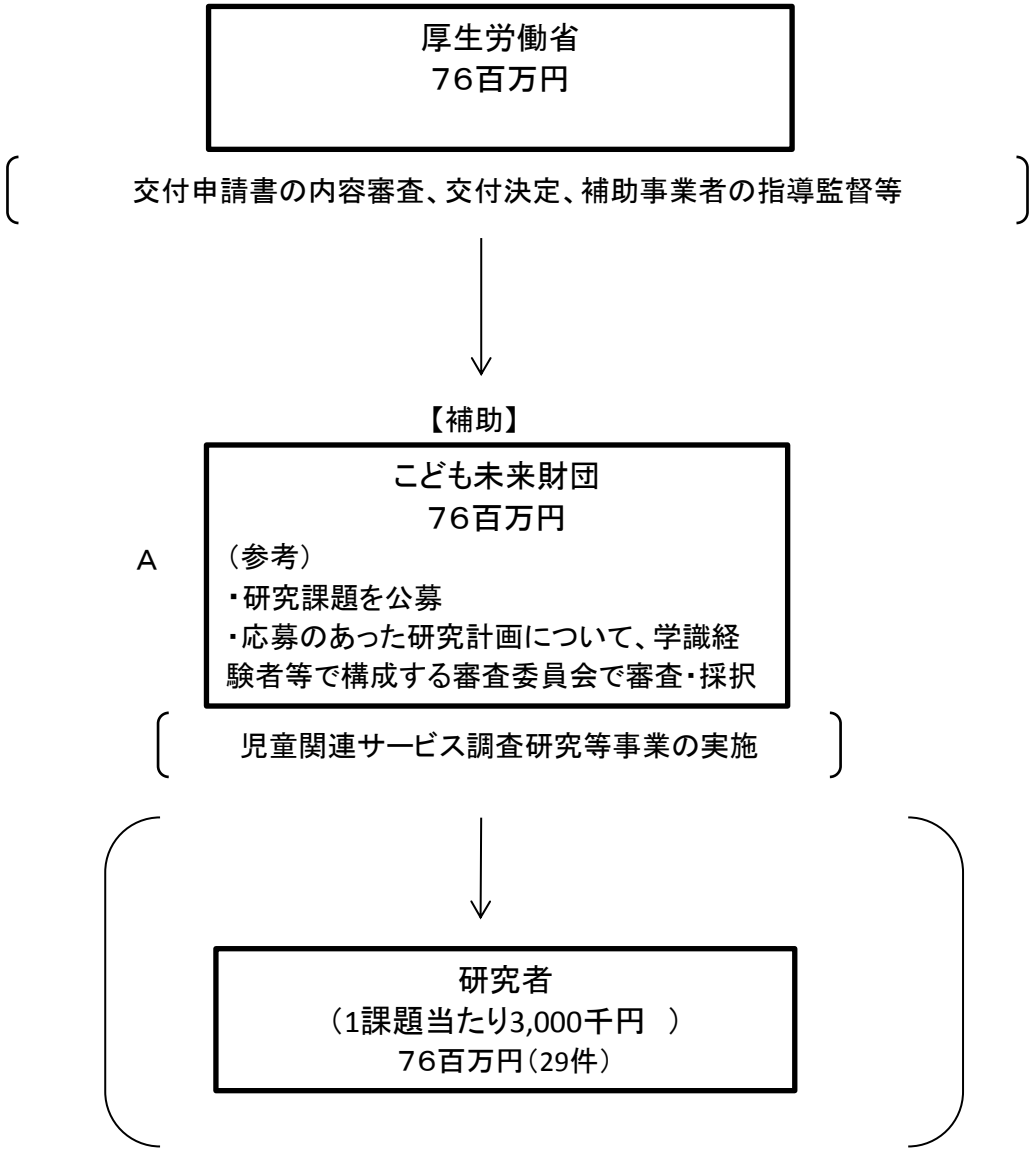 厚生労働省
７６百万円
交付申請書の内容審査、交付決定、補助事業者の指導監督等
【補助】
こども未来財団
７６百万円
A
（参考）
・研究課題を公募
・応募のあった研究計画について、学識経
験者等で構成する審査委員会で審査・採択
児童関連サービス調査研究等事業の実施
研究者
（1課題当たり3,000千円　）
７６百万円（29件）